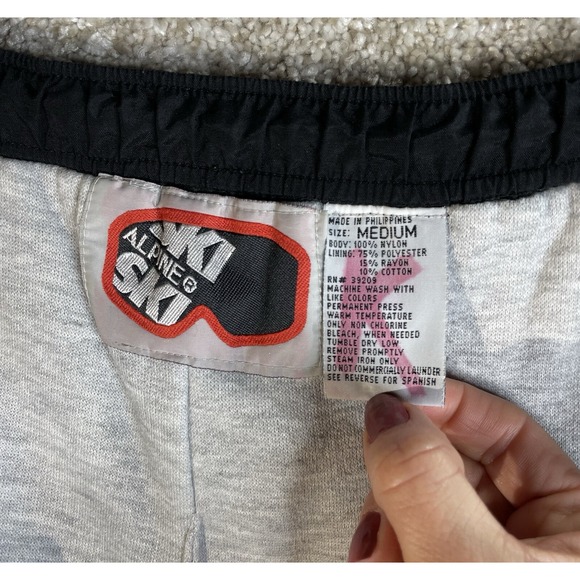 SKI
ALPINE®
SKI
MADE IN PHILIPPINES
SIZE: MEDIUM
BODY: 100% NYLON
LINING: 75% POLYESTER
15% RAYON
10% COTTON
RN# 39209
MACHINE WASH WITH
LIKE COLORS
PERMANENT PRESS
WARM TEMPERATURE
ONLY NON CHLORINE
BLEACH, WHEN NEEDED
TUMBLE DRY LOW
REMOVE PROMPTLY
STEAM IRON ONLY
DO NOT COMMERCIALLY LAUNDER
SEE REVERSE FOR SPANISH